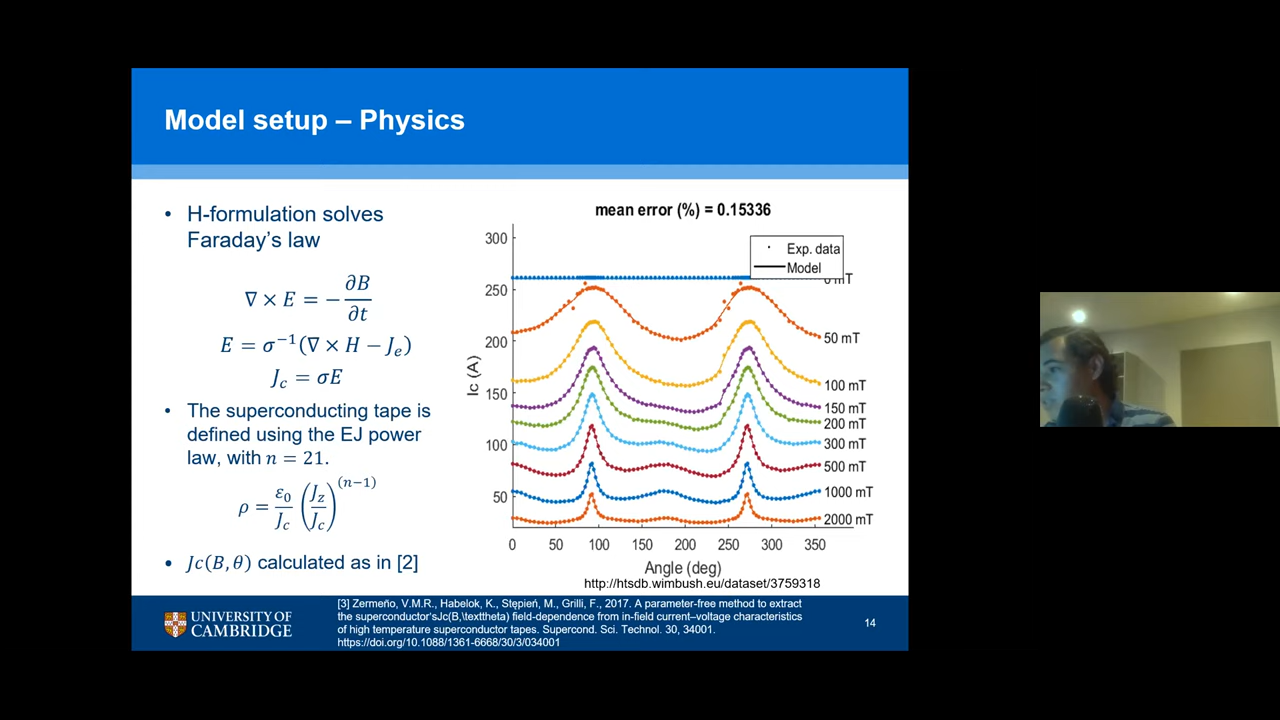 Model setup – Physics
• H-formulation solves
Faraday's law
∇ × E = −∂B/∂t
E = σ⁻¹(∇ × H − Jₑ)
J_c = σE
• The superconducting tape is
defined using the EJ power
law, with n = 21.
ρ = ε₀/J_c (J_z/J_c)^(n−1)
• Jc(B, θ) calculated as in [2]
mean error (%) = 0.15336
Exp. data
Model
300
250
200
150
100
50
Ic (A)
0 mT
50 mT
100 mT
150 mT
200 mT
300 mT
500 mT
1000 mT
2000 mT
0 50 100 150 200 250 300 350
Angle (deg)
http://htsdb.wimbush.eu/dataset/3759318
UNIVERSITY OF
CAMBRIDGE
[3] Zermeño, V.M.R., Habelok, K., Stępień, M., Grilli, F., 2017. A parameter-free method to extract
the superconductor'sJc(B,\texttheta) field-dependence from in-field current–voltage characteristics
of high temperature superconductor tapes. Supercond. Sci. Technol. 30, 34001.
https://doi.org/10.1088/1361-6668/30/3/034001
14